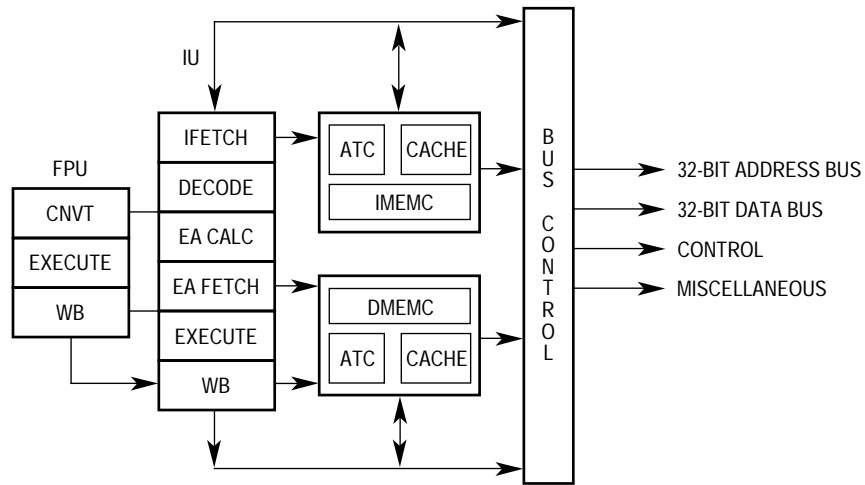 IU
IFETCH
DECODE
EA CALC
EA FETCH
EXECUTE
WB
FPU
CNVT
EXECUTE
WB
ATC
CACHE
IMEMC
DMEMC
ATC
CACHE
BUS CONTROL
32-BIT ADDRESS BUS
32-BIT DATA BUS
CONTROL
MISCELLANEOUS